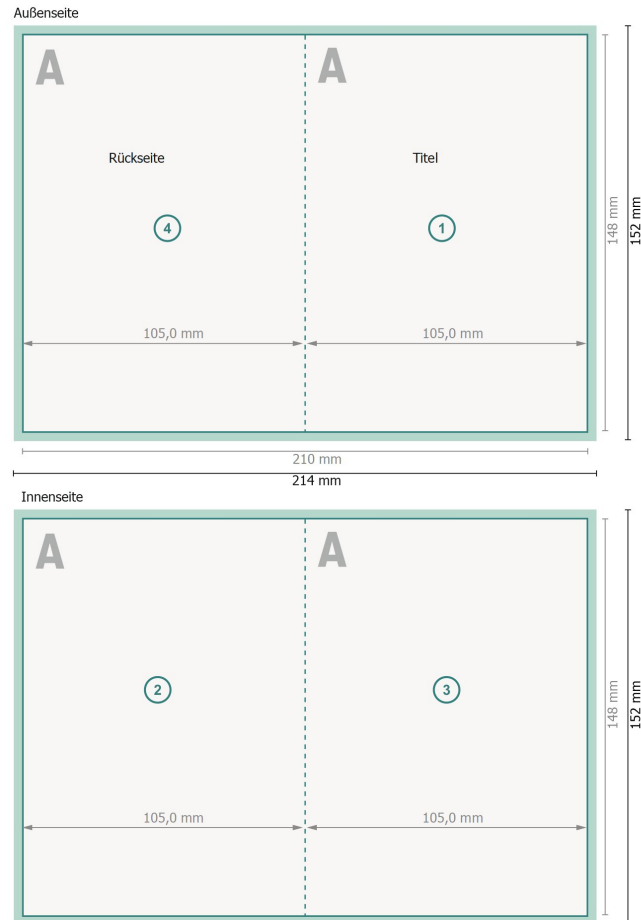 Außenseite
A
A
Rückseite
Titel
4
1
148 mm
152 mm
105,0 mm
105,0 mm
210 mm
214 mm
Innenseite
A
A
2
3
148 mm
152 mm
105,0 mm
105,0 mm